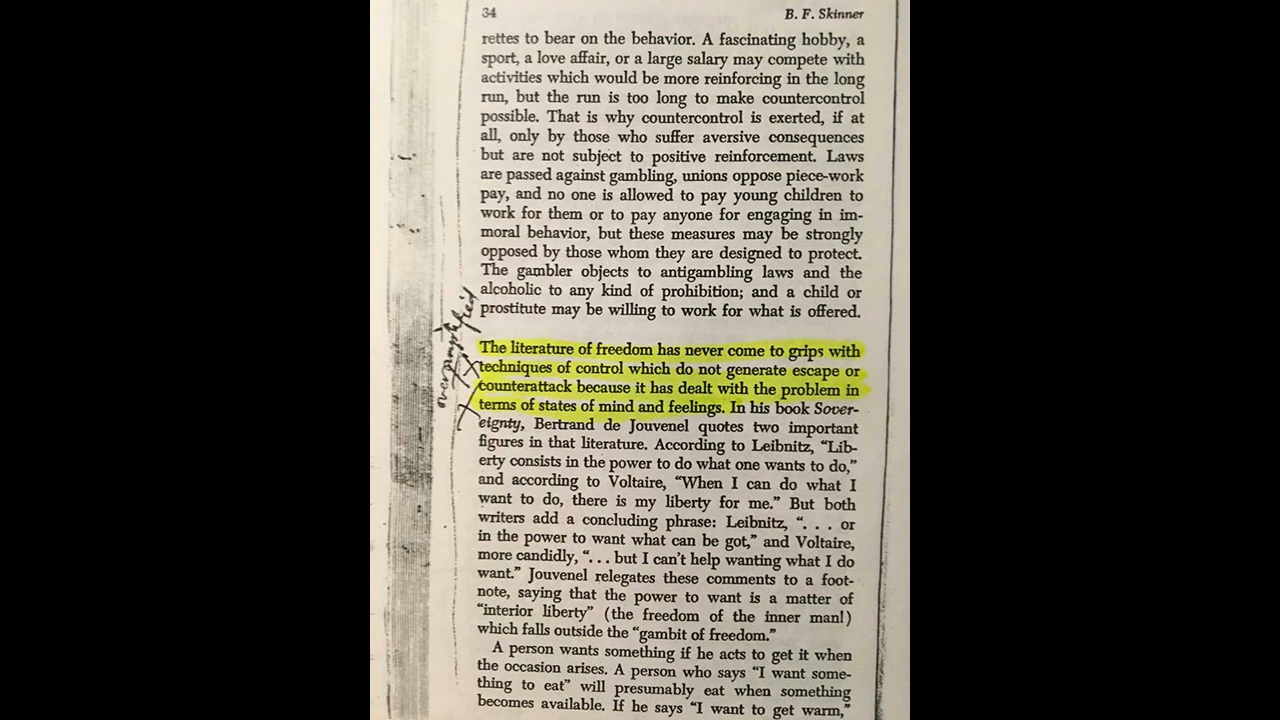 34 B. F. Skinner
rettes to bear on the behavior. A fascinating hobby, a
sport, a love affair, or a large salary may compete with
activities which would be more reinforcing in the long
run, but the run is too long to make countercontrol
possible. That is why countercontrol is exerted, if at
all, only by those who suffer aversive consequences
but are not subject to positive reinforcement. Laws
are passed against gambling, unions oppose piece-work
pay, and no one is allowed to pay young children to
work for them or to pay anyone for engaging in im-
moral behavior, but these measures may be strongly
opposed by those whom they are designed to protect.
The gambler objects to antigambling laws and the
alcoholic to any kind of prohibition; and a child or
prostitute may be willing to work for what is offered.
The literature of freedom has never come to grips with
techniques of control which do not generate escape or
counterattack because it has dealt with the problem in
terms of states of mind and feelings. In his book Sover-
eignty, Bertrand de Jouvenel quotes two important
figures in that literature. According to Leibnitz, “Lib-
erty consists in the power to do what one wants to do,”
and according to Voltaire, “When I can do what I
want to do, there is my liberty for me.” But both
writers add a concluding phrase: Leibnitz, “. . . or
in the power to want what can be got,” and Voltaire,
more candidly, “. . . but I can’t help wanting what I do
want.” Jouvenel relegates these comments to a foot-
note, saying that the power to want is a matter of
“interior liberty” (the freedom of the inner man!)
which falls outside the “gambit of freedom.”
A person wants something if he acts to get it when
the occasion arises. A person who says “I want some-
thing to eat” will presumably eat when something
becomes available. If he says “I want to get warm,”